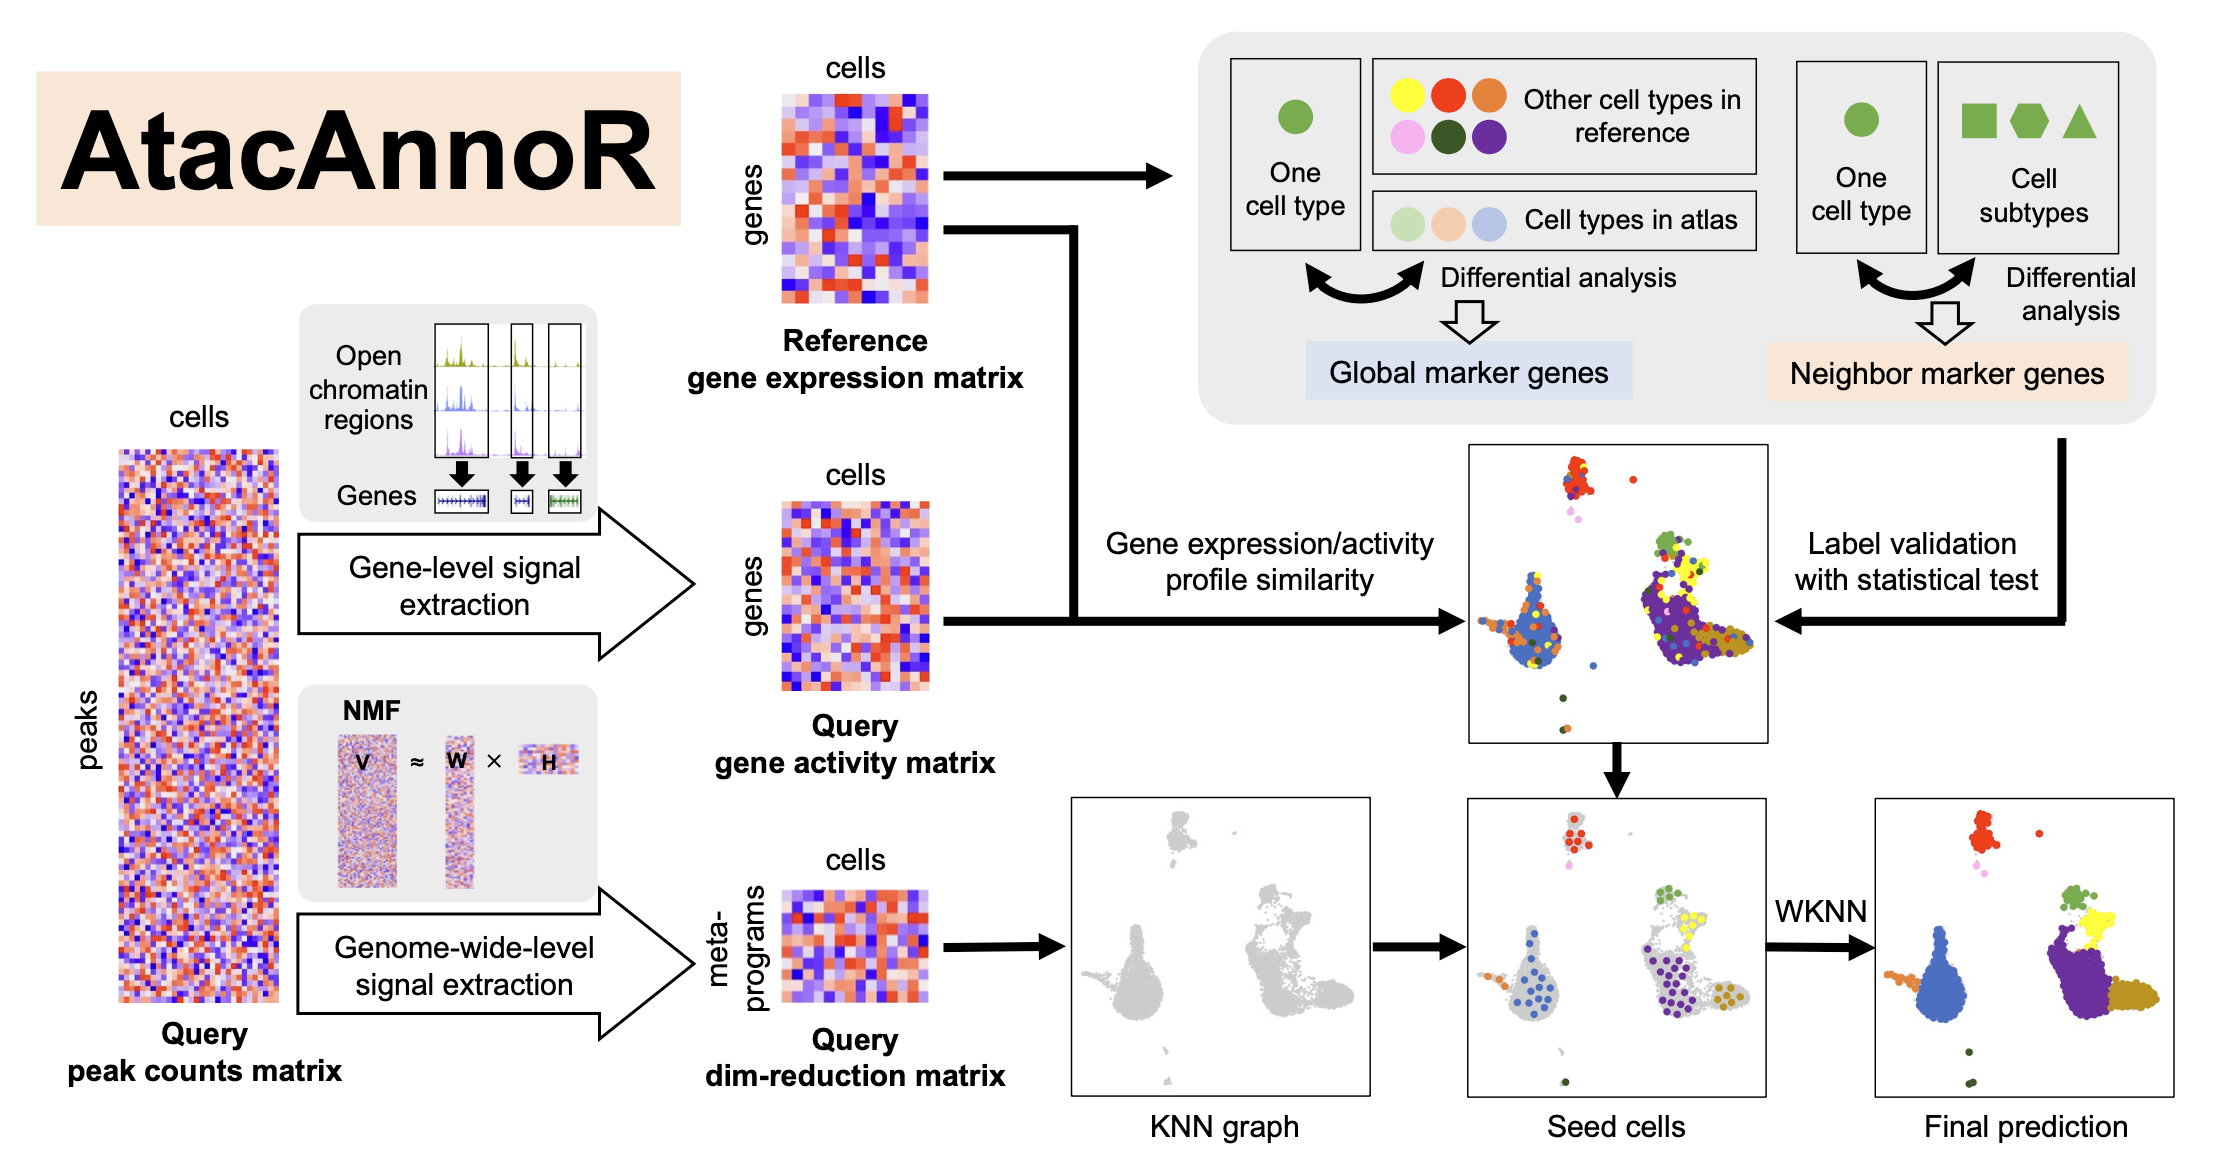 AtacAnnoR
cells
genes
Reference
gene expression matrix
One
cell type
Other cell types in
reference
Cell types in atlas
Differential analysis
Global marker genes
One
cell type
Cell
subtypes
Differential
analysis
Neighbor marker genes
Open
chromatin
regions
Genes
cells
peaks
Query
peak counts matrix
Gene-level signal
extraction
cells
genes
Query
gene activity matrix
Gene expression/activity
profile similarity
Label validation
with statistical test
NMF
V ≈ W × H
Genome-wide-level
signal extraction
cells
meta-
programs
Query
dim-reduction matrix
KNN graph
Seed cells
WKNN
Final prediction